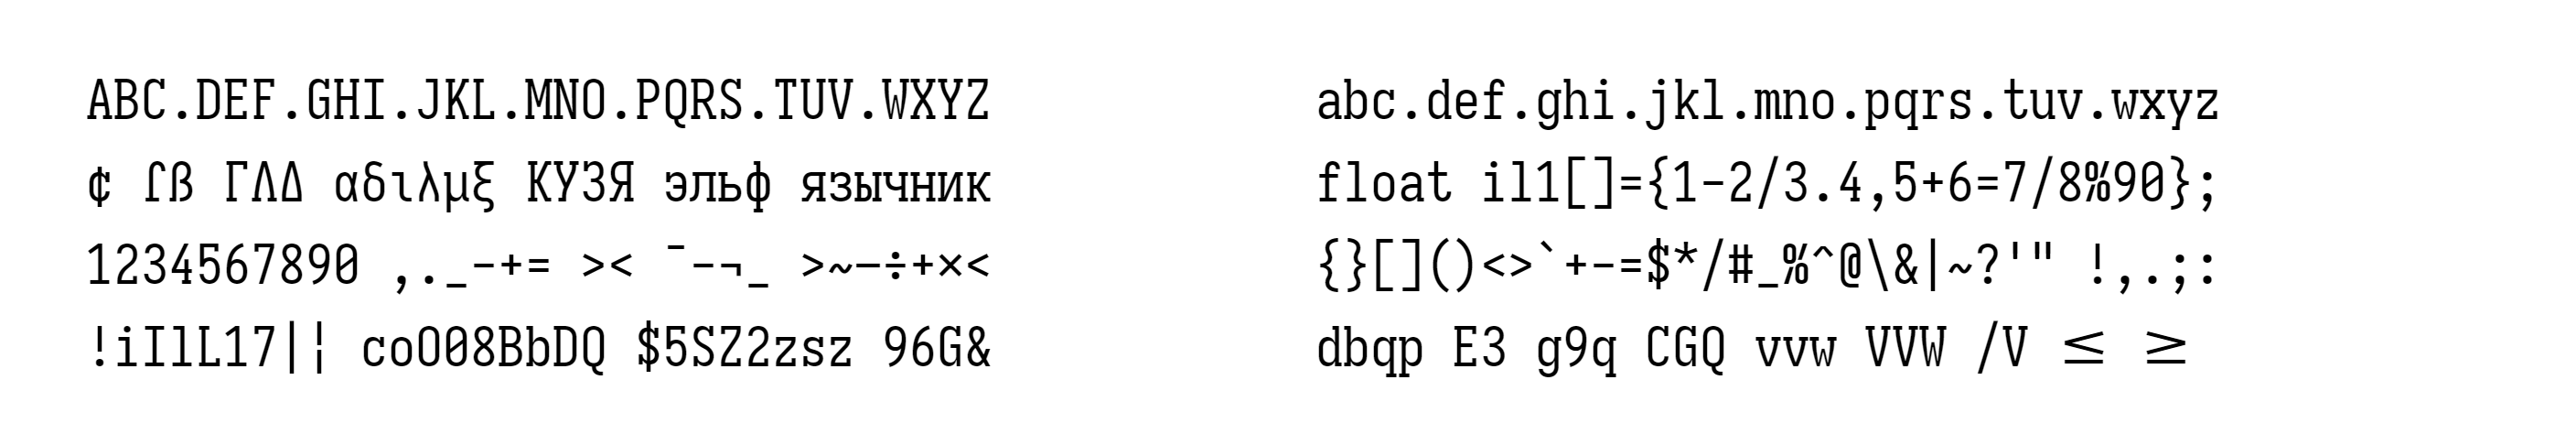 ABC.DEF.GHI.JKL.MNO.PQRS.TUV.WXYZ
¢ ſß ΓΛΔ αδιλμξ КУЗЯ эльф язычник
1234567890 ,._-+= >< ¯-¬_ >~–÷+×<
!iIlL17|¦ coO08BbDQ $5SZ2zsz 96G&
abc.def.ghi.jkl.mno.pqrs.tuv.wxyz
float il1[]={1-2/3.4,5+6=7/8%90};
{}[]()<>`+-=$*/#_%^@\&|~?'" !,.;:
dbqp E3 g9q CGQ vvw VVW /V ≤ ≥